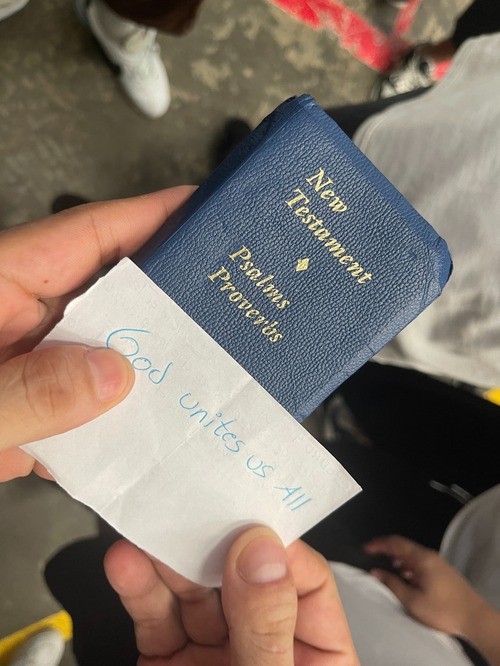 New
Testament
Psalms
Proverbs
God unites us All